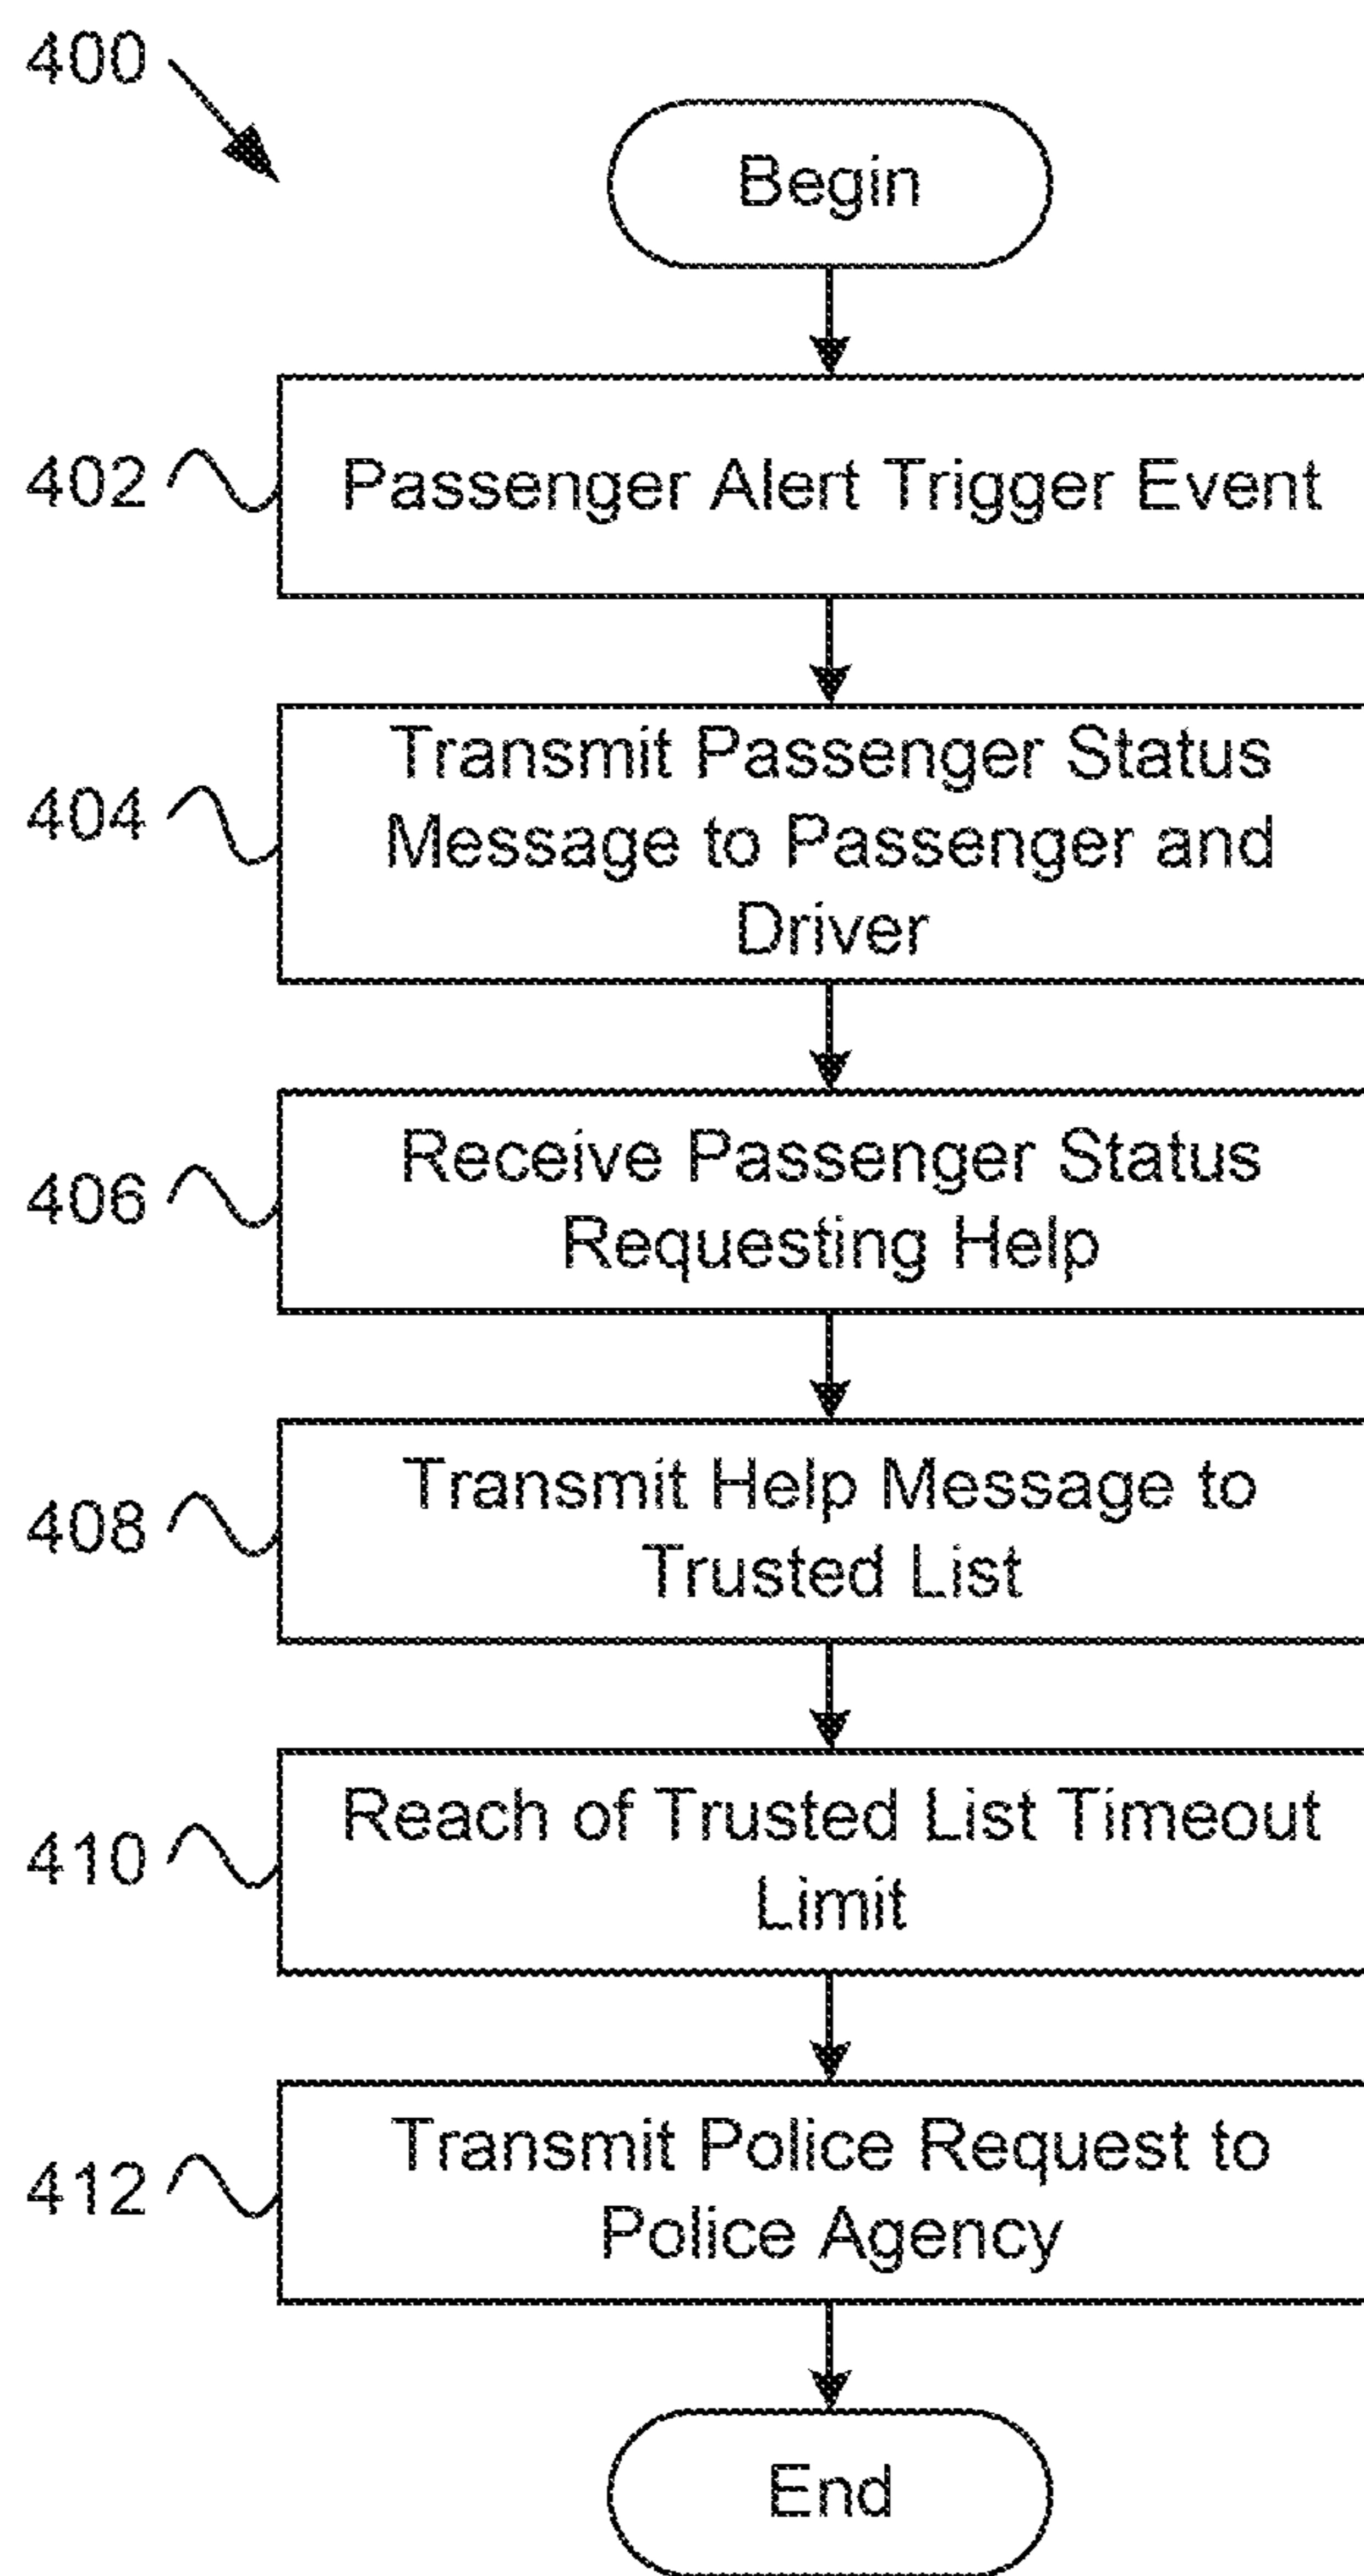 400
Begin
402
Passenger Alert Trigger Event
404
Transmit Passenger Status
Message to Passenger and
Driver
406
Receive Passenger Status
Requesting Help
408
Transmit Help Message to
Trusted List
410
Reach of Trusted List Timeout
Limit
412
Transmit Police Request to
Police Agency
End